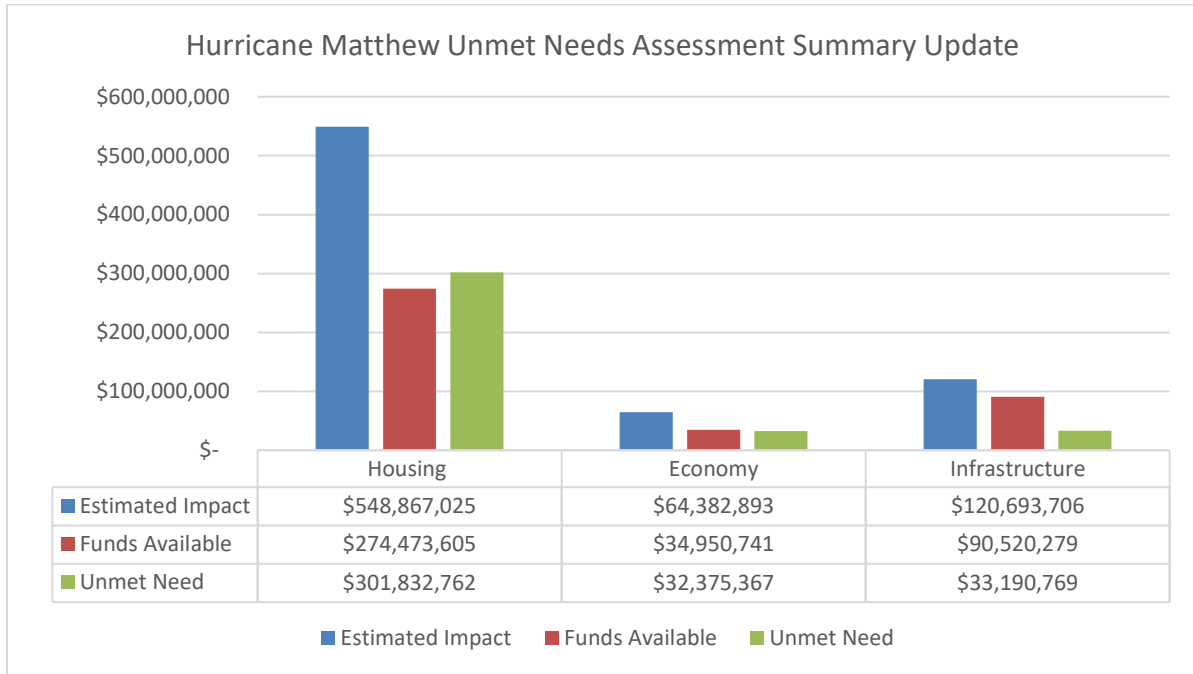 Hurricane Matthew Unmet Needs Assessment Summary Update
$600,000,000
$500,000,000
$400,000,000
$300,000,000
$200,000,000
$100,000,000
$-
Housing Economy Infrastructure
Estimated Impact $548,867,025 $64,382,893 $120,693,706
Funds Available $274,473,605 $34,950,741 $90,520,279
Unmet Need $301,832,762 $32,375,367 $33,190,769
Estimated Impact Funds Available Unmet Need